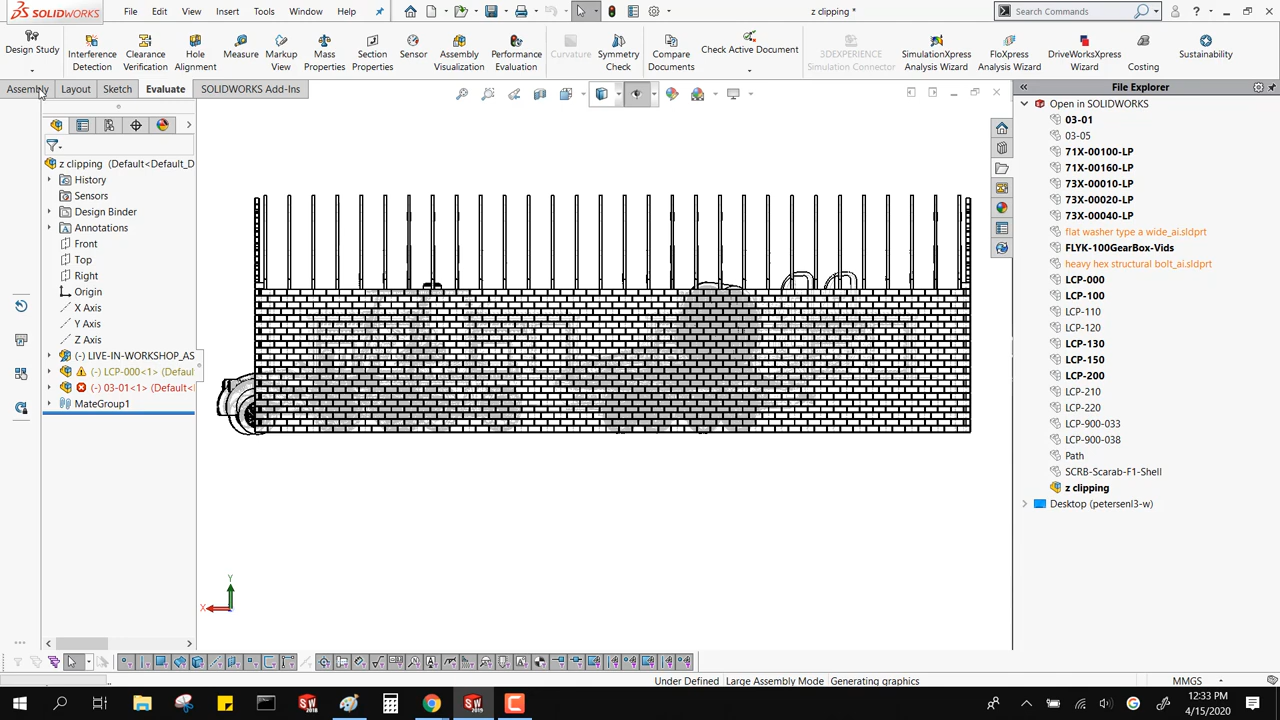 SOLIDWORKS
File
Edit
View
Insert
Tools
Window
Help
z clipping *
Search Commands
Design Study
Interference Detection
Clearance Verification
Hole Alignment
Measure
Markup View
Mass Properties
Section Properties
Sensor
Assembly Visualization
Performance Evaluation
Curvature
Symmetry Check
Compare Documents
Check Active Document
3DEXPERIENCE Simulation Connector
SimulationXpress Analysis Wizard
FloXpress Analysis Wizard
DriveWorksXpress Wizard
Costing
Sustainability
Assembly
Layout
Sketch
Evaluate
SOLIDWORKS Add-Ins
File Explorer
z clipping (Default<Default_D
History
Sensors
Design Binder
Annotations
Front
Top
Right
Origin
X Axis
Y Axis
Z Axis
(-) LIVE-IN-WORKSHOP_AS
(-) LCP-000<1> (Defaul
(-) 03-01<1> (Default<
MateGroup1
Y
X
Open in SOLIDWORKS
03-01
03-05
71X-00100-LP
71X-00160-LP
73X-00010-LP
73X-00020-LP
73X-00040-LP
flat washer type a wide_ai.sldprt
FLYK-100GearBox-Vids
heavy hex structural bolt_ai.sldprt
LCP-000
LCP-100
LCP-110
LCP-120
LCP-130
LCP-150
LCP-200
LCP-210
LCP-220
LCP-900-033
LCP-900-038
Path
SCRB-Scarab-F1-Shell
z clipping
Desktop (petersenl3-w)
Under Defined
Large Assembly Mode
Generating graphics
MMGS
SW 2018
SW 2019
12:33 PM
4/15/2020